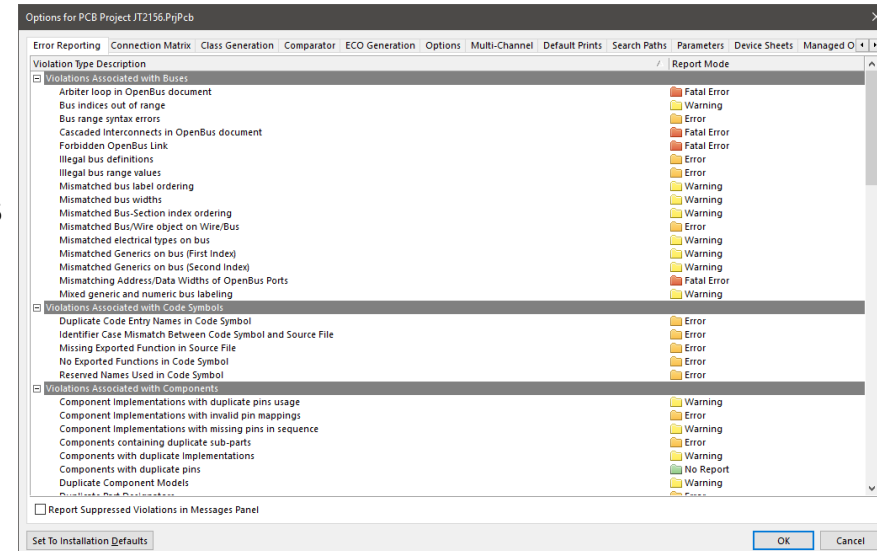 Options for PCB Project JT2156.PrjPcb
Error Reporting Connection Matrix Class Generation Comparator ECO Generation Options Multi-Channel Default Prints Search Paths Parameters Device Sheets Managed O
Violation Type Description / Report Mode
Violations Associated with Buses
Arbiter loop in OpenBus document Fatal Error
Bus indices out of range Warning
Bus range syntax errors Error
Cascaded Interconnects in OpenBus document Fatal Error
Forbidden OpenBus Link Fatal Error
Illegal bus definitions Error
Illegal bus range values Error
Mismatched bus label ordering Warning
Mismatched bus widths Warning
Mismatched Bus-Section index ordering Warning
Mismatched Bus/Wire object on Wire/Bus Error
Mismatched electrical types on bus Warning
Mismatched Generics on bus (First Index) Warning
Mismatched Generics on bus (Second Index) Warning
Mismatching Address/Data Widths of OpenBus Ports Fatal Error
Mixed generic and numeric bus labeling Warning
Violations Associated with Code Symbols
Duplicate Code Entry Names in Code Symbol Error
Identifier Case Mismatch Between Code Symbol and Source File Error
Missing Exported Function in Source File Error
No Exported Functions in Code Symbol Error
Reserved Names Used in Code Symbol Error
Violations Associated with Components
Component Implementations with duplicate pins usage Warning
Component Implementations with invalid pin mappings Error
Component Implementations with missing pins in sequence Warning
Components containing duplicate sub-parts Error
Components with duplicate Implementations Warning
Components with duplicate pins No Report
Duplicate Component Models Warning
Duplicate Part Designators Error
Report Suppressed Violations in Messages Panel
Set To Installation Defaults OK Cancel